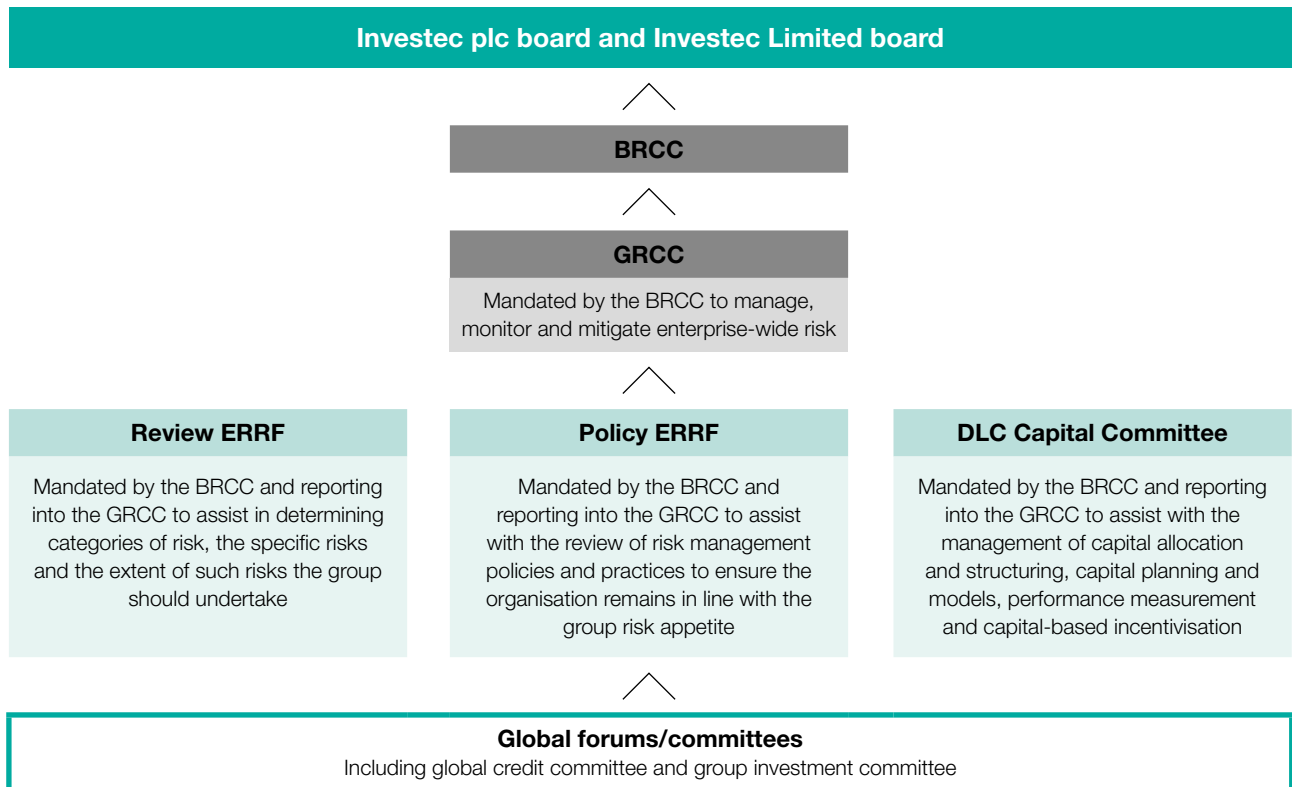 Investec plc board and Investec Limited board
BRCC
GRCC
Mandated by the BRCC to manage,
monitor and mitigate enterprise-wide risk
Review ERRF
Mandated by the BRCC and reporting
into the GRCC to assist in determining
categories of risk, the specific risks
and the extent of such risks the group
should undertake
Policy ERRF
Mandated by the BRCC and
reporting into the GRCC to assist
with the review of risk management
policies and practices to ensure the
organisation remains in line with the
group risk appetite
DLC Capital Committee
Mandated by the BRCC and reporting
into the GRCC to assist with the
management of capital allocation
and structuring, capital planning and
models, performance measurement
and capital-based incentivisation
Global forums/committees
Including global credit committee and group investment committee